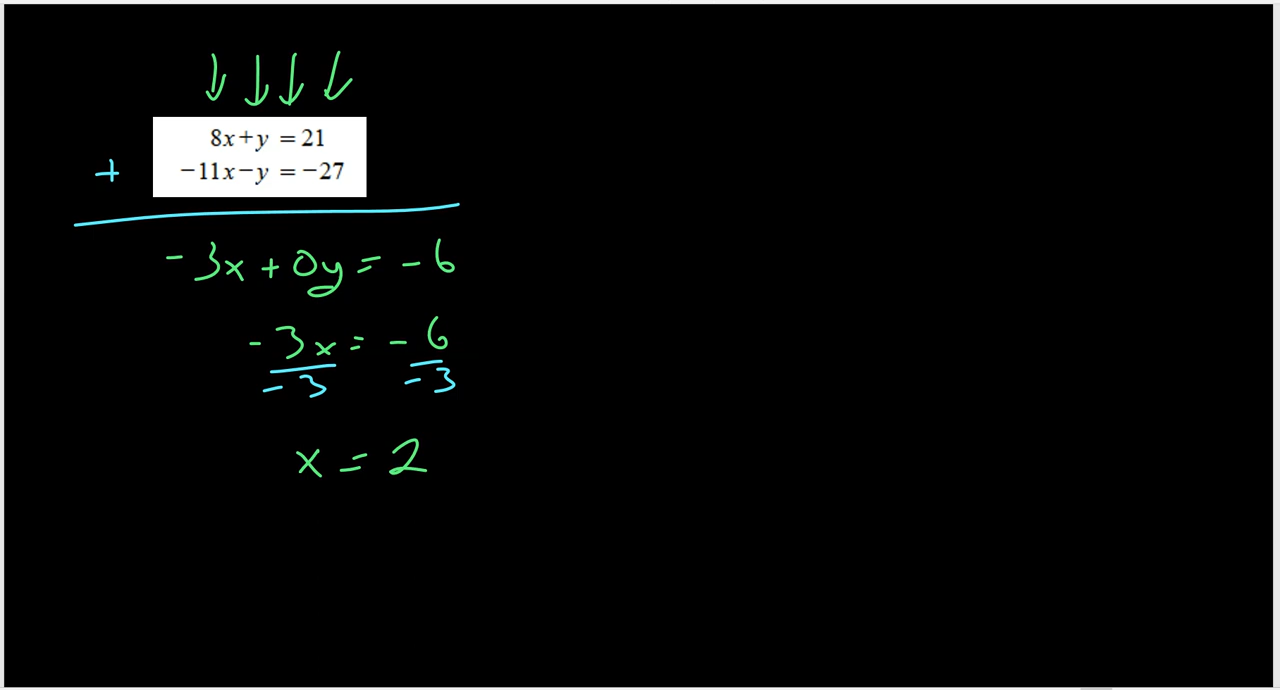 8x+y = 21
+ −11x−y = −27
-3x + 0y = -6
-3x = -6
-3 -3
x = 2